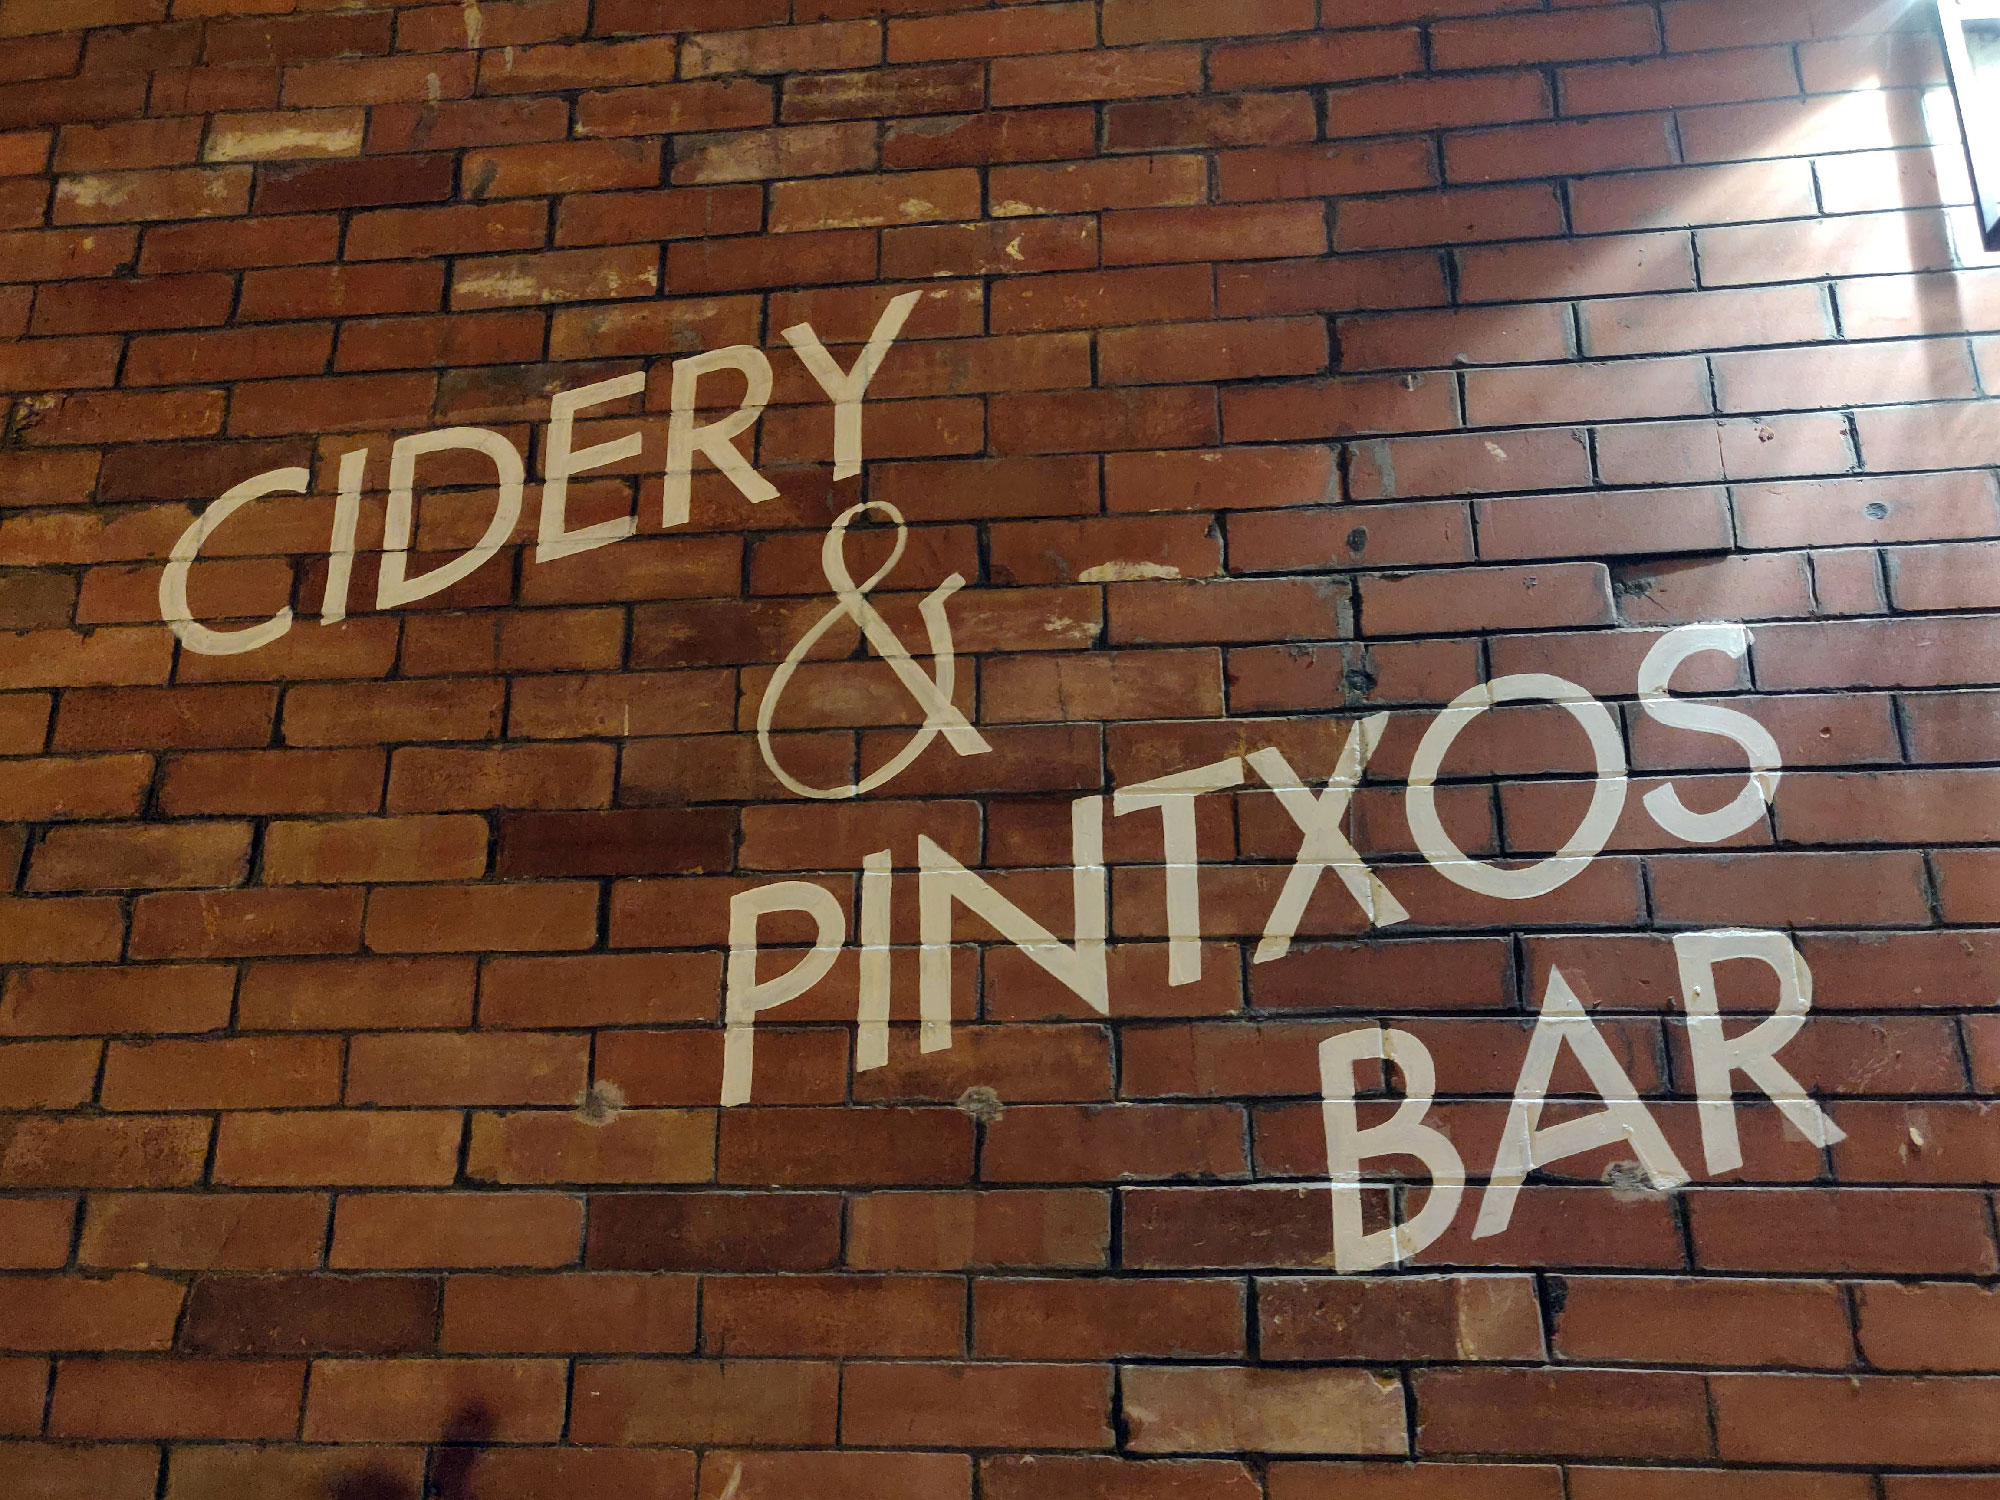 CIDERY
&
PINTXOS
BAR